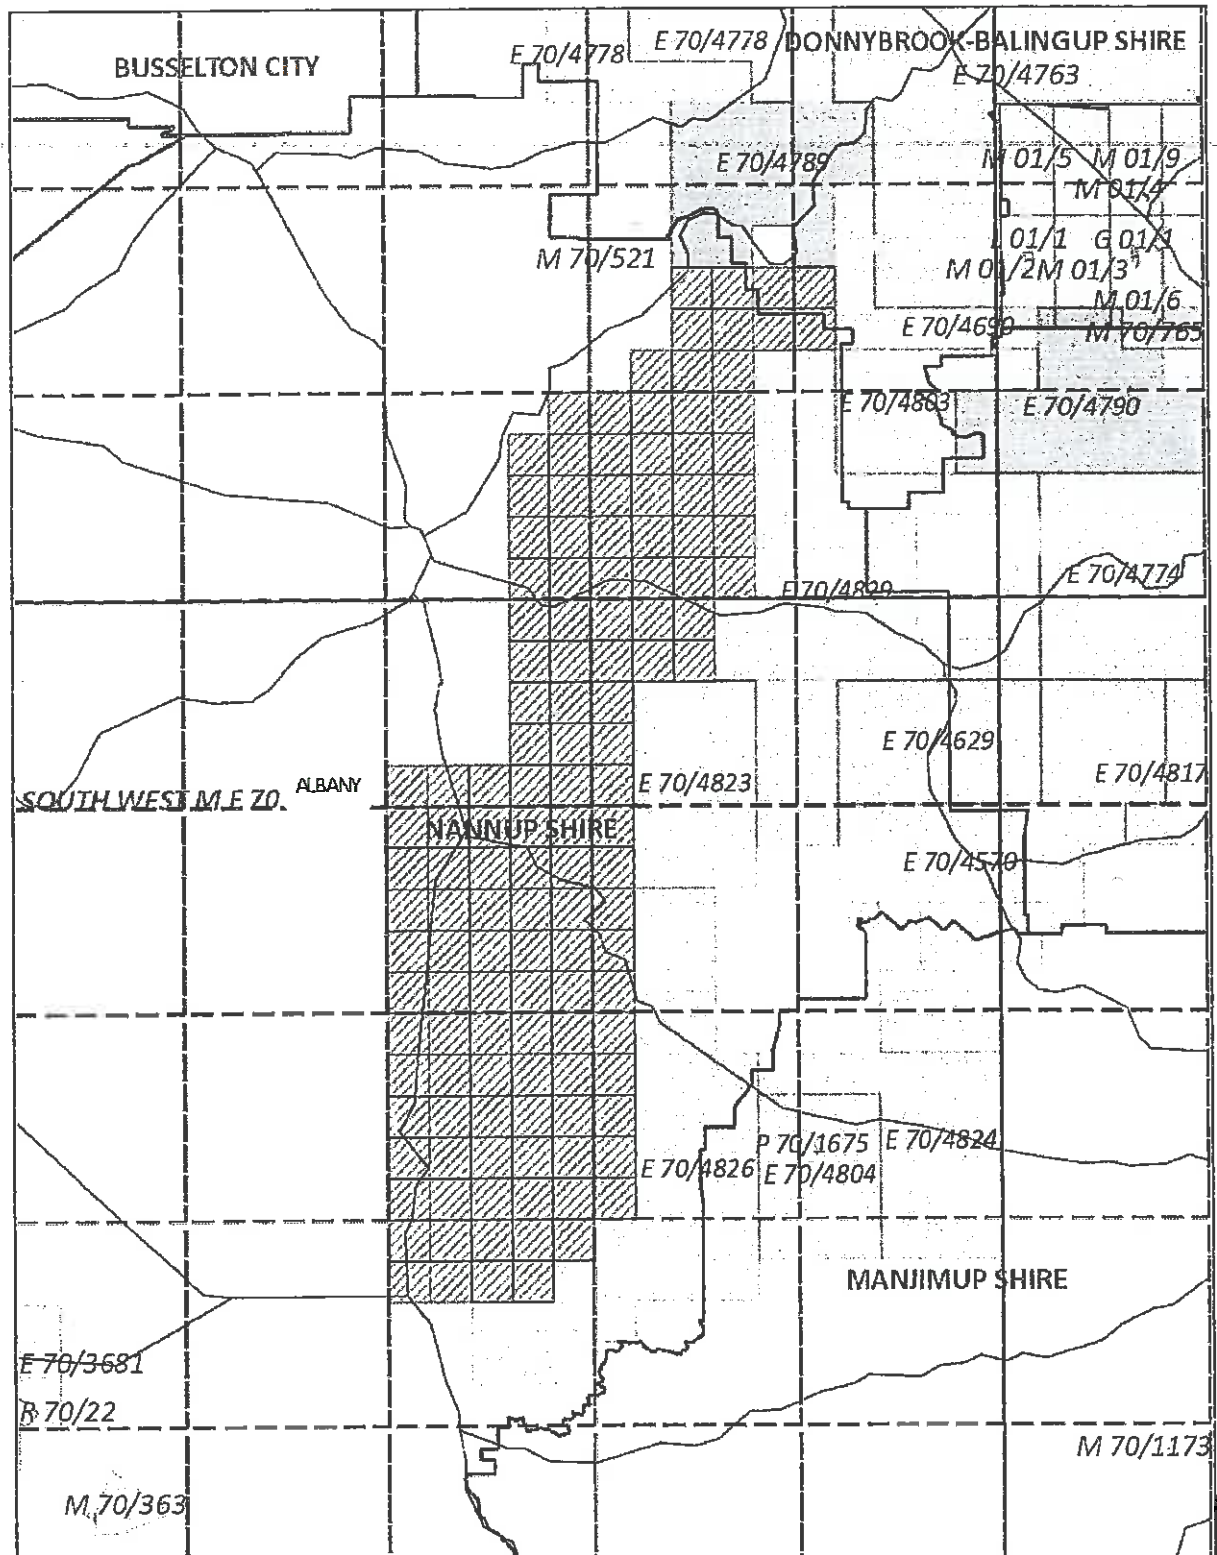 E 70/4778
E 70/4778
DONNYBROOK-BALINGUP SHIRE
BUSSELTON CITY
E 70/4763
E 70/4789
M 01/5 M 01/9
M 01/4
M 70/521
01/1 G 01/1
M 01/2 M 01/3
M 01/6
E 70/4690
M 70/765
E 70/4803
E 70/4790
E 70/4774
E 70/4829
E 70/4629
E 70/4823
E 70/4817
SOUTH WEST M.E 70.
ALBANY
NANNUP SHIRE
E 70/4570
P 70/1675
E 70/4824
E 70/4826
E 70/4804
MANJIMUP SHIRE
E 70/3681
R 70/22
M 70/1173
M 70/363